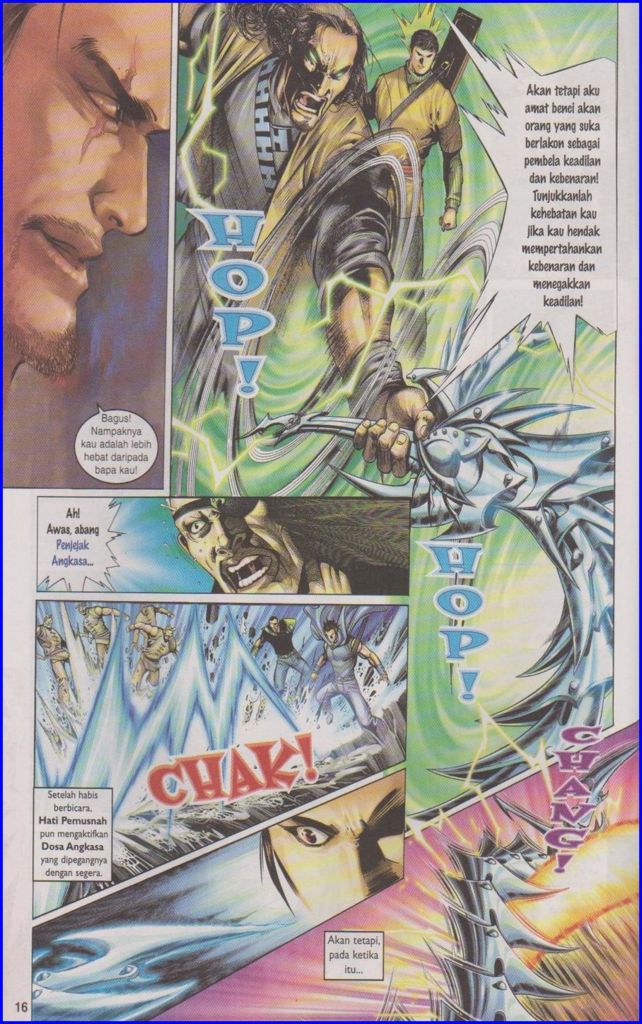 Bagus!
Nampaknya
kau adalah lebih
hebat daripada
bapa kau!
HOP!
Akan tetapi aku
amat benci akan
orang yang suka
berlakon sebagai
pembela keadilan
dan kebenaran!
Tunjukkanlah
kehebatan kau
jika kau hendak
mempertahankan
kebenaran dan
menegakkan
keadilan!
Ah!
Awas, abang
Penjejak
Angkasa...
HOP!
CHAK!
Setelah habis
berbicara,
Hati Pemusnah
pun mengaktifkan
Dosa Angkasa
yang dipegangnya
dengan segera.
CHANG!
Akan tetapi,
pada ketika
itu...
16